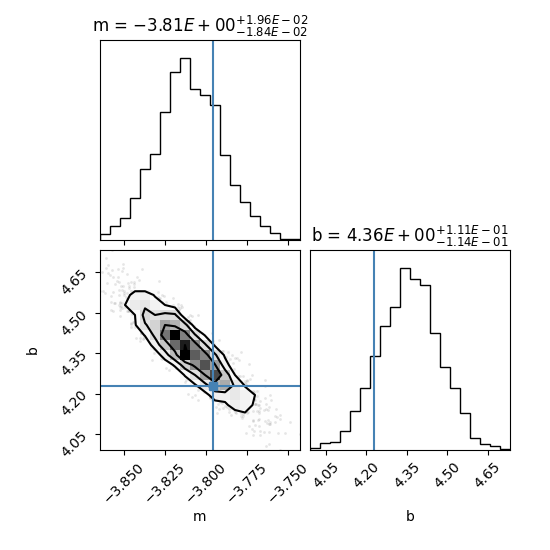 m = −3.81E + 00+1.96E − 02
−1.84E − 02
b = 4.36E + 00+1.11E − 01
−1.14E − 01
4.65
4.50
4.35
4.20
4.05
b
−3.850
−3.825
−3.800
−3.775
−3.750
m
4.05
4.20
4.35
4.50
4.65
b